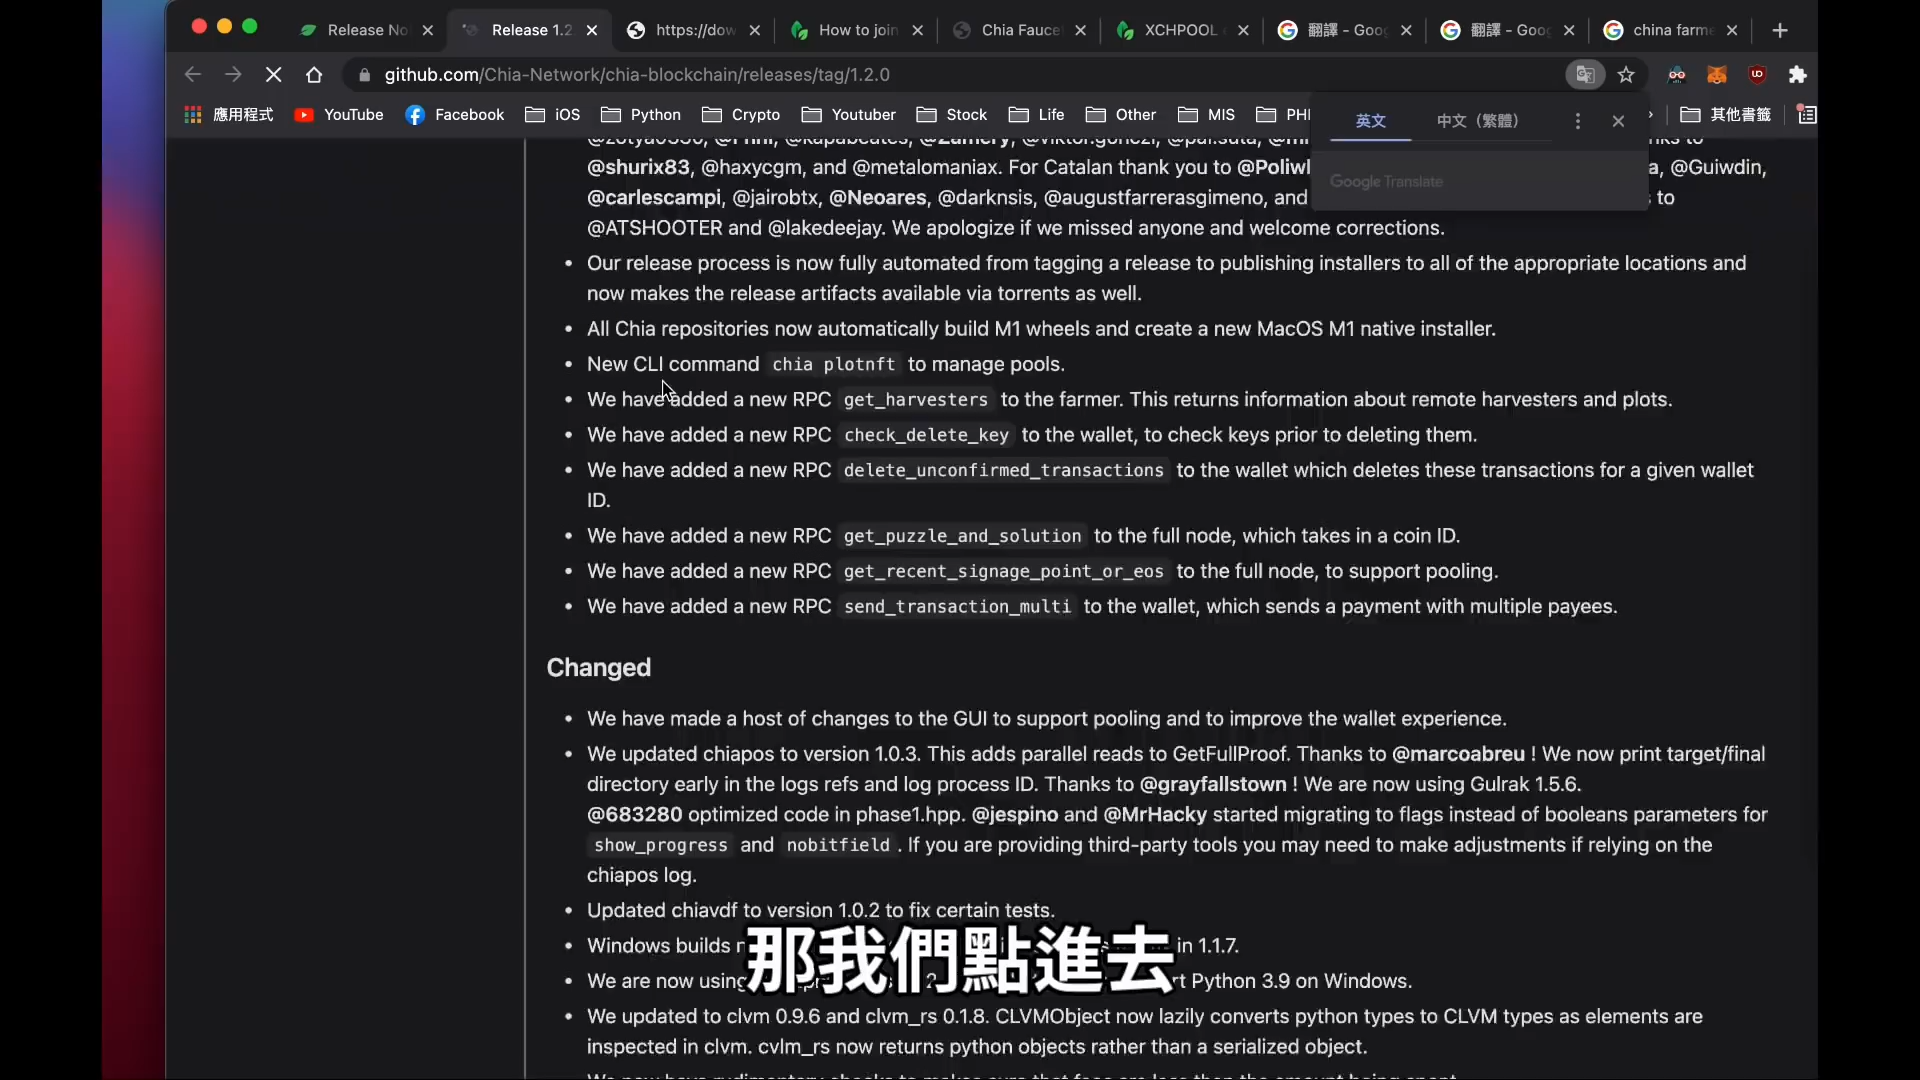 Release No
Release 1.2
https://dow
How to join
Chia Fauce
XCHPOOL
翻譯 - Goog
翻譯 - Goog
china farme
github.com/Chia-Network/chia-blockchain/releases/tag/1.2.0
應用程式
YouTube
Facebook
iOS
Python
Crypto
Youtuber
Stock
Life
Other
MIS
PHI
其他書籤
英文
中文（繁體）
Google Translate
@shurix83, @haxycgm, and @metalomaniax. For Catalan thank you to @Poliwl a, @Guiwdin,
@carlescampi, @jairobtx, @Neoares, @darknsis, @augustfarrerasgimeno, and s to
@ATSHOOTER and @lakedeejay. We apologize if we missed anyone and welcome corrections.
• Our release process is now fully automated from tagging a release to publishing installers to all of the appropriate locations and
now makes the release artifacts available via torrents as well.
• All Chia repositories now automatically build M1 wheels and create a new MacOS M1 native installer.
• New CLI command chia plotnft to manage pools.
• We have added a new RPC get_harvesters to the farmer. This returns information about remote harvesters and plots.
• We have added a new RPC check_delete_key to the wallet, to check keys prior to deleting them.
• We have added a new RPC delete_unconfirmed_transactions to the wallet which deletes these transactions for a given wallet
ID.
• We have added a new RPC get_puzzle_and_solution to the full node, which takes in a coin ID.
• We have added a new RPC get_recent_signage_point_or_eos to the full node, to support pooling.
• We have added a new RPC send_transaction_multi to the wallet, which sends a payment with multiple payees.
Changed
• We have made a host of changes to the GUI to support pooling and to improve the wallet experience.
• We updated chiapos to version 1.0.3. This adds parallel reads to GetFullProof. Thanks to @marcoabreu ! We now print target/final
directory early in the logs refs and log process ID. Thanks to @grayfallstown ! We are now using Gulrak 1.5.6.
@683280 optimized code in phase1.hpp. @jespino and @MrHacky started migrating to flags instead of booleans parameters for
show_progress and nobitfield . If you are providing third-party tools you may need to make adjustments if relying on the
chiapos log.
• Updated chiavdf to version 1.0.2 to fix certain tests.
• Windows builds in 1.1.7.
那我們點進去
• We are now using Python 3.9 on Windows.
• We updated to clvm 0.9.6 and clvm_rs 0.1.8. CLVMObject now lazily converts python types to CLVM types as elements are
inspected in clvm. cvlm_rs now returns python objects rather than a serialized object.